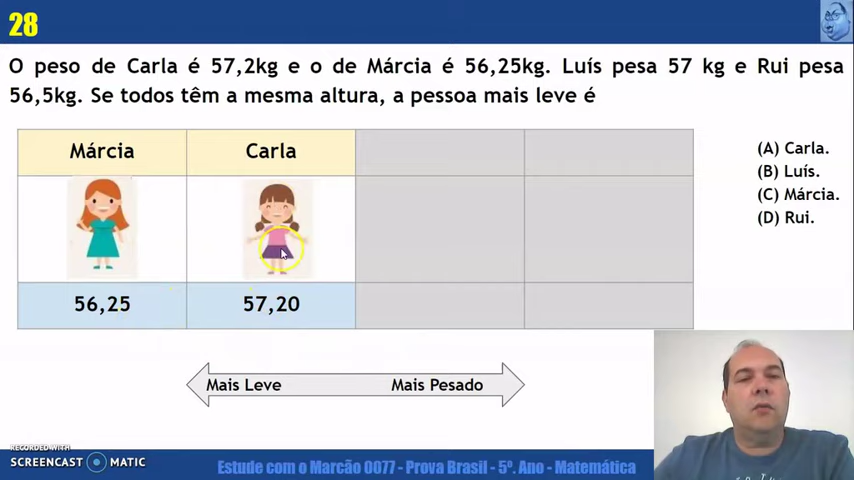 28
O peso de Carla é 57,2kg e o de Márcia é 56,25kg. Luís pesa 57 kg e Rui pesa
56,5kg. Se todos têm a mesma altura, a pessoa mais leve é
Márcia Carla
(A) Carla.
(B) Luís.
(C) Márcia.
(D) Rui.
56,25 57,20
Mais Leve Mais Pesado
RECORDED WITH
SCREENCAST MATIC
Estude com o Marcão 0077 - Prova Brasil - 5º. Ano - Matemática